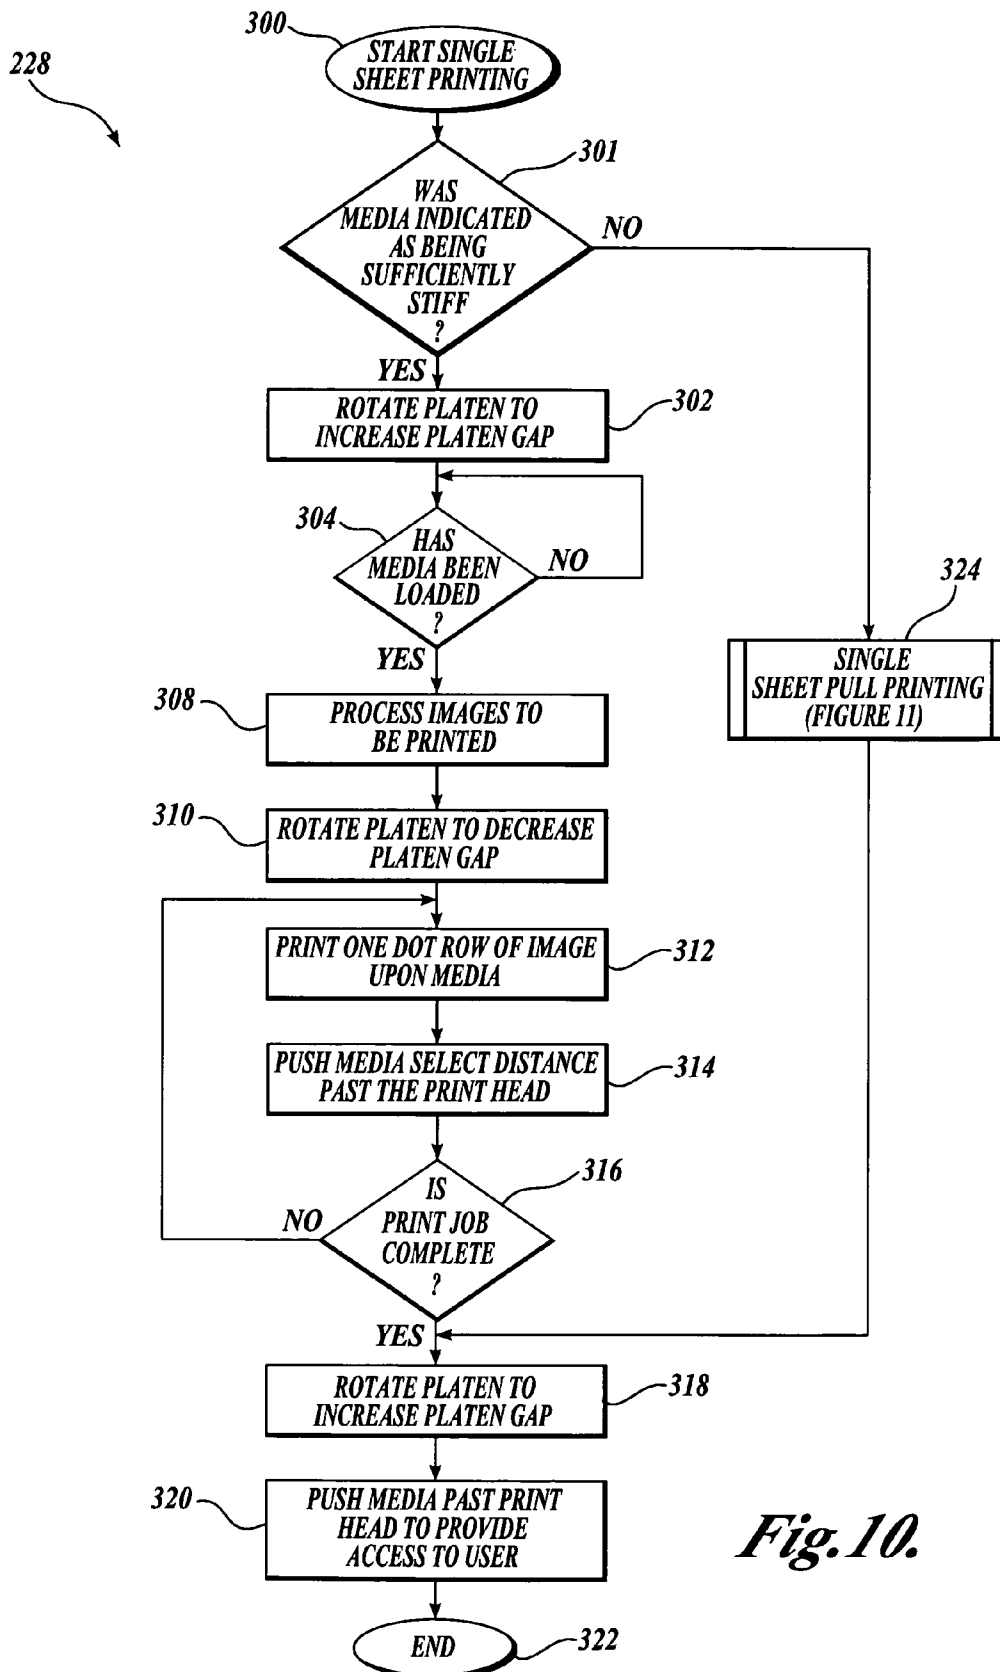 300
START SINGLE
SHEET PRINTING
228
301
WAS
MEDIA INDICATED
AS BEING
SUFFICIENTLY
STIFF
?
NO
YES
ROTATE PLATEN TO
INCREASE PLATEN GAP
302
304
HAS
MEDIA BEEN
LOADED
?
NO
YES
324
SINGLE
SHEET PULL PRINTING
(FIGURE 11)
308
PROCESS IMAGES TO
BE PRINTED
310
ROTATE PLATEN TO DECREASE
PLATEN GAP
PRINT ONE DOT ROW OF IMAGE
UPON MEDIA
312
PUSH MEDIA SELECT DISTANCE
PAST THE PRINT HEAD
314
316
IS
PRINT JOB
COMPLETE
?
NO
YES
ROTATE PLATEN TO
INCREASE PLATEN GAP
318
320
PUSH MEDIA PAST PRINT
HEAD TO PROVIDE
ACCESS TO USER
Fig.10.
END
322